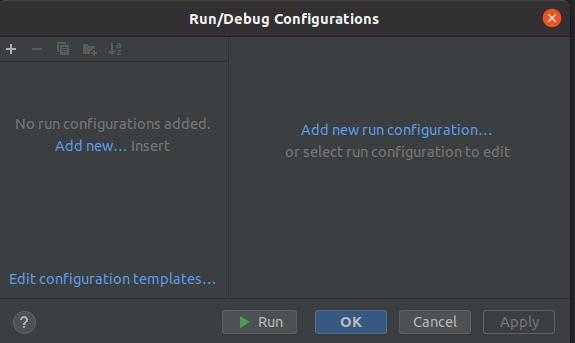 Run/Debug Configurations
No run configurations added.
Add new... Insert
Add new run configuration...
or select run configuration to edit
Edit configuration templates...
?
Run
OK
Cancel
Apply